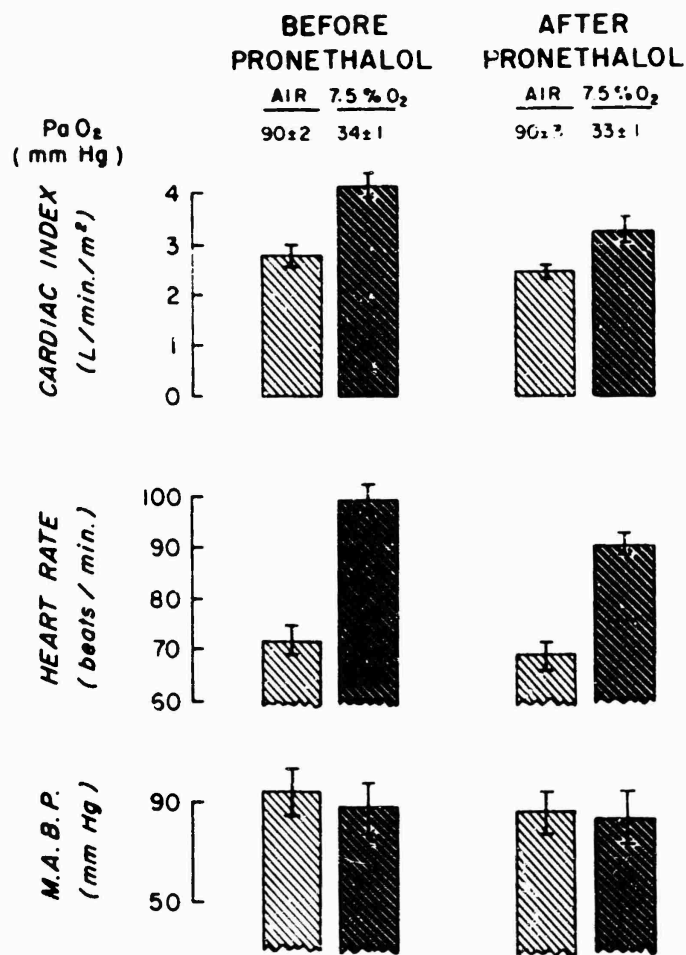 BEFORE
PRONETHALOL
AFTER
PRONETHALOL
AIR 7.5% O₂
AIR 7.5% O₂
PaO₂
(mm Hg)
90±2 34±1
33±1
CARDIAC INDEX
(L/min./m²)
4
3
2
1
0
HEART RATE
(beats/min.)
100
90
80
70
60
M.A.B.P.
(mm Hg)
90
50